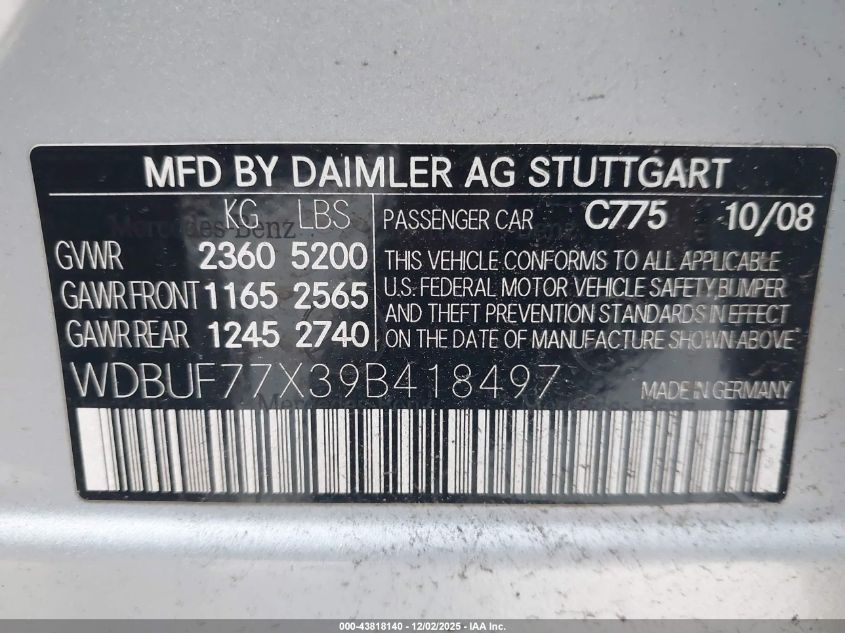 MFD BY DAIMLER AG STUTTGART
KG LBS
GVWR 2360 5200
GAWR FRONT 1165 2565
GAWR REAR 1245 2740
PASSENGER CAR C775 10/08
THIS VEHICLE CONFORMS TO ALL APPLICABLE
U.S. FEDERAL MOTOR VEHICLE SAFETY, BUMPER
AND THEFT PREVENTION STANDARDS IN EFFECT
ON THE DATE OF MANUFACTURE SHOWN ABOVE
WDBUF77X39B418497 MADE IN GERMANY
Mercedes Benz
000-43818140 - 12/02/2025 - IAA Inc.